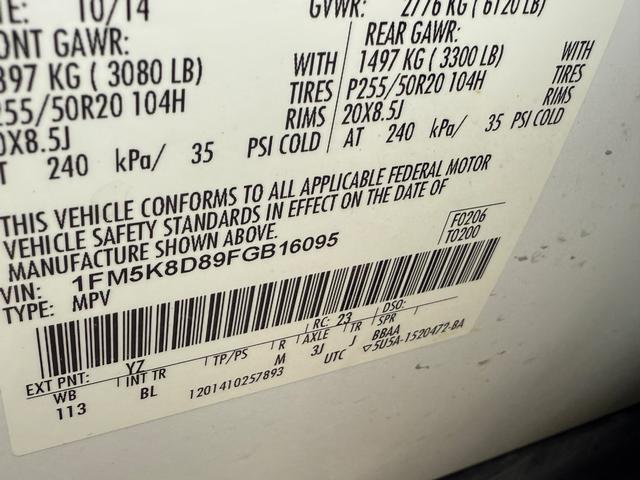 TE: 10/14 GVWR: 2776 KG ( 6120 LB)
ONT GAWR: REAR GAWR:
397 KG ( 3080 LB) WITH 1497 KG ( 3300 LB) WITH
255/50R20 104H TIRES P255/50R20 104H TIRES
0X8.5J RIMS 20X8.5J RIMS
T 240 kPa/ 35 PSI COLD AT 240 kPa/ 35 PSI COLD
THIS VEHICLE CONFORMS TO ALL APPLICABLE FEDERAL MOTOR
VEHICLE SAFETY STANDARDS IN EFFECT ON THE DATE OF
MANUFACTURE SHOWN ABOVE.
F0206
T0200
VIN: 1FM5K8D89FGB16095
TYPE: MPV
EXT PNT: YZ RC: 23 DSO:
WB INT TR TP/PS R AXLE TR SPR
113 BL M 3J J BBAA
1201410257893 UTC ▽5U5A-1520472-BA